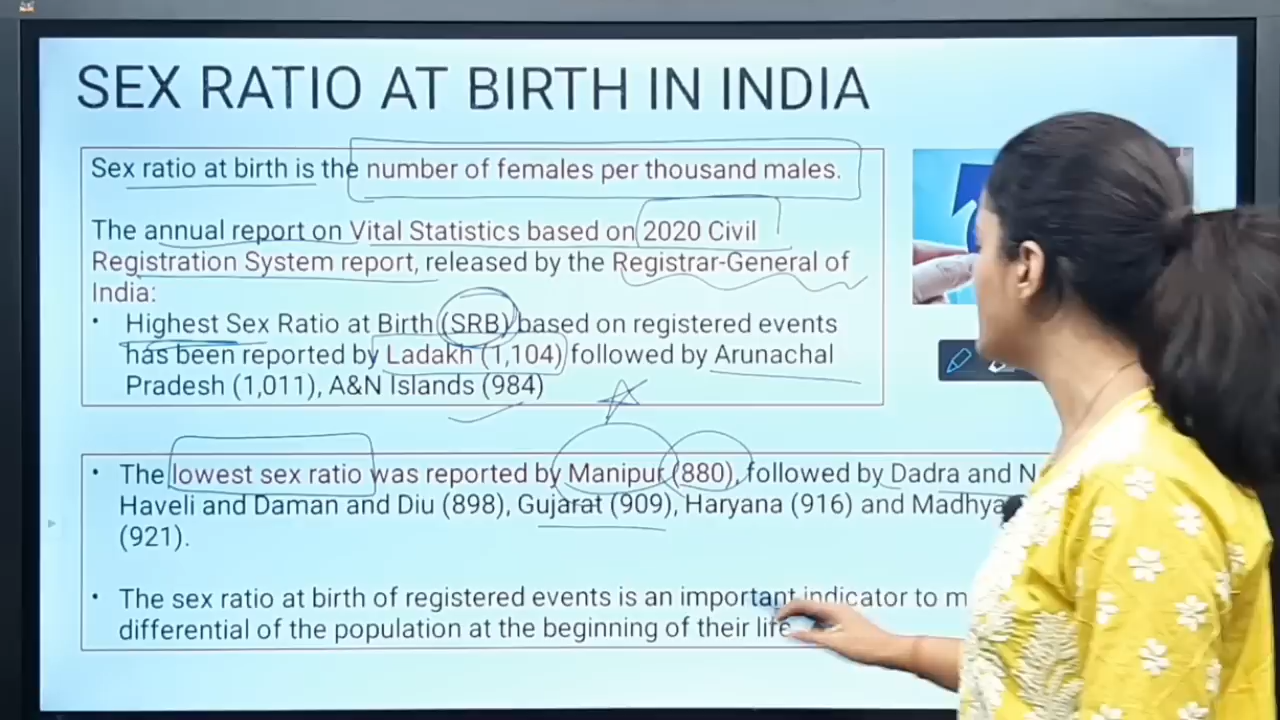 SEX RATIO AT BIRTH IN INDIA
Sex ratio at birth is the number of females per thousand males.
The annual report on Vital Statistics based on 2020 Civil
Registration System report, released by the Registrar-General of
India:
• Highest Sex Ratio at Birth (SRB) based on registered events
has been reported by Ladakh (1,104) followed by Arunachal
Pradesh (1,011), A&N Islands (984)
• The lowest sex ratio was reported by Manipur (880), followed by Dadra and N
Haveli and Daman and Diu (898), Gujarat (909), Haryana (916) and Madhya
(921).
• The sex ratio at birth of registered events is an important indicator to m
differential of the population at the beginning of their life